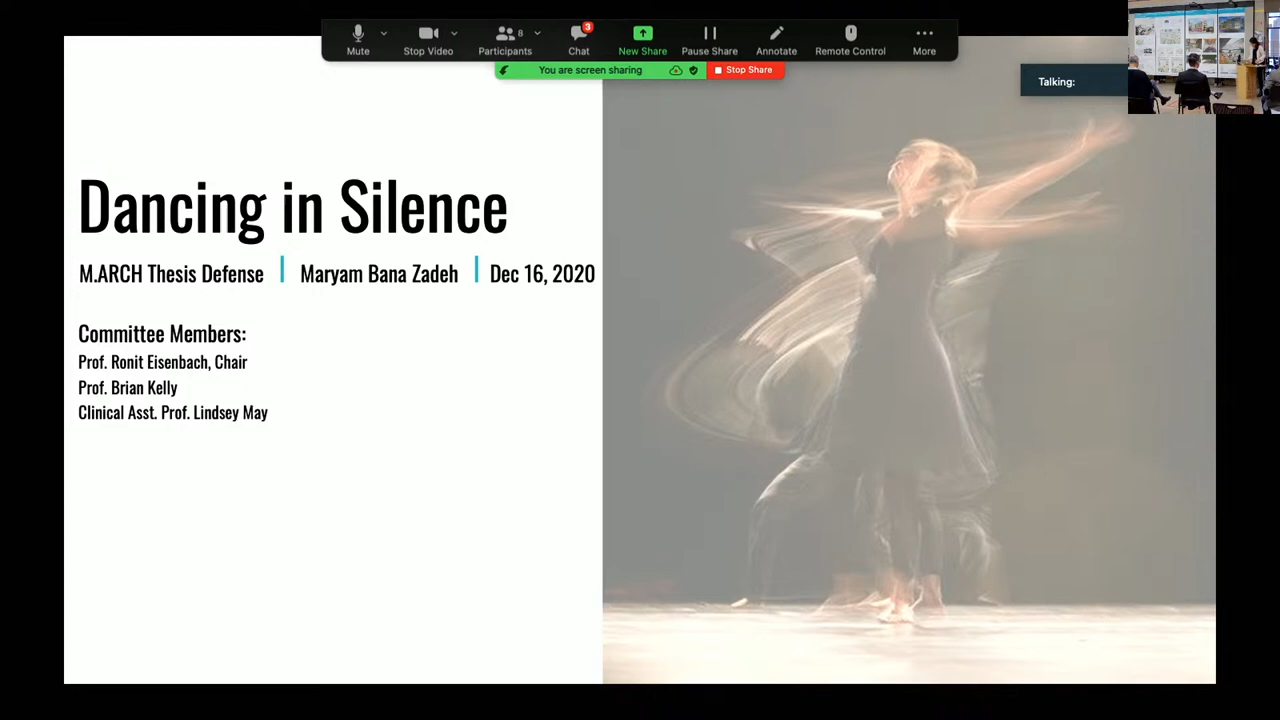 8
3
Mute
Stop Video
Participants
Chat
New Share
Pause Share
Annotate
Remote Control
More
You are screen sharing
Stop Share
Talking:
Dancing in Silence
M.ARCH Thesis Defense | Maryam Bana Zadeh | Dec 16, 2020
Committee Members:
Prof. Ronit Eisenbach, Chair
Prof. Brian Kelly
Clinical Asst. Prof. Lindsey May